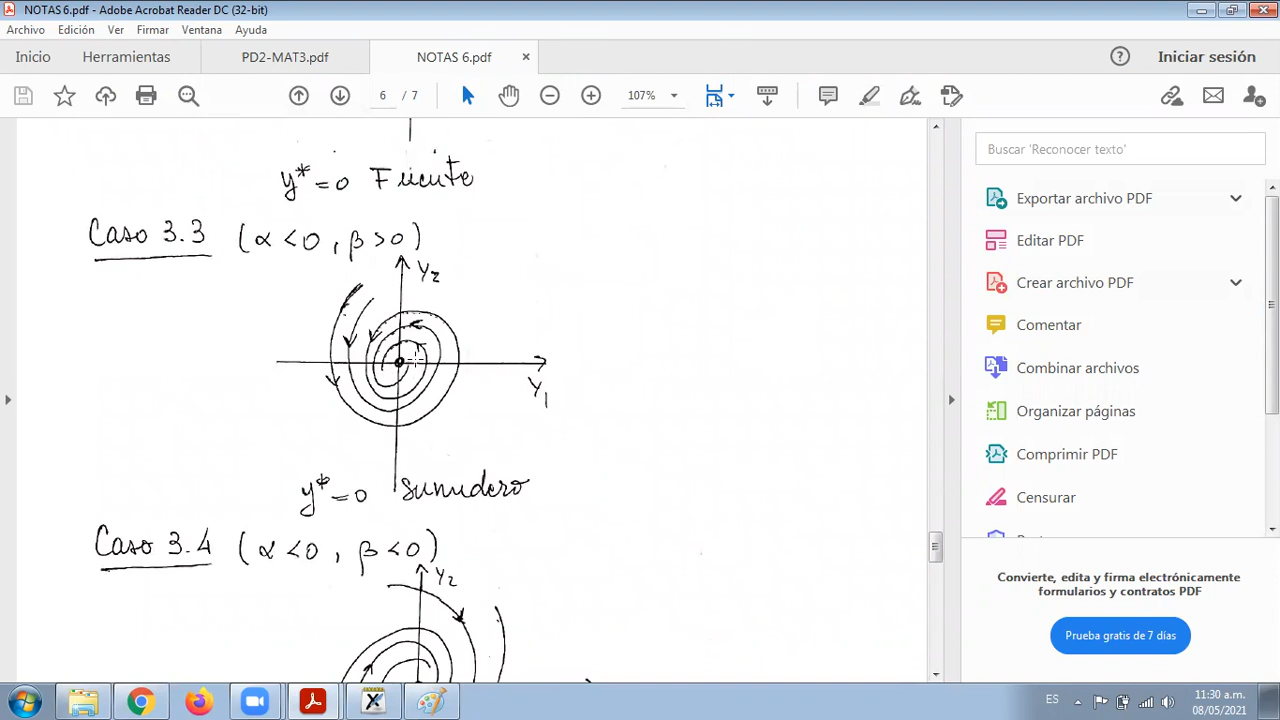 NOTAS 6.pdf - Adobe Acrobat Reader DC (32-bit)
Archivo Edición Ver Firmar Ventana Ayuda
Inicio Herramientas PD2-MAT3.pdf NOTAS 6.pdf × Iniciar sesión
6 / 7 107%
y* = 0 Fuente
Caso 3.3 (α < 0, β > 0)
Y2
Y1
y* = 0 sumidero
Caso 3.4 (α < 0, β < 0)
Y2
Buscar 'Reconocer texto'
Exportar archivo PDF
Editar PDF
Crear archivo PDF
Comentar
Combinar archivos
Organizar páginas
Comprimir PDF
Censurar
Convierte, edita y firma electrónicamente
formularios y contratos PDF
Prueba gratis de 7 días
ES 11:30 a.m.
08/05/2021